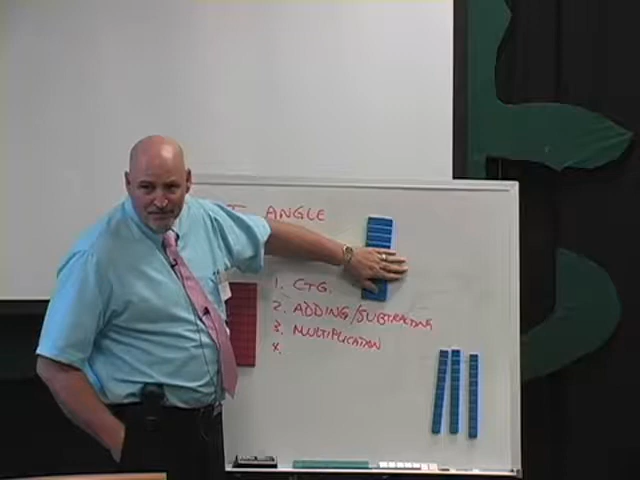 T ANGLE
1. CTG.
2. ADDING/SUBTRACTING
3. MULTIPLICATION
4.